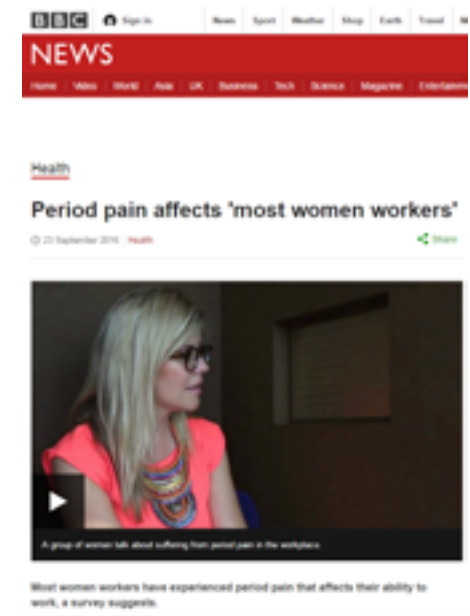 BBC Sign in News Sport Weather Shop Earth Travel
NEWS
Home Video World Asia UK Business Tech Science Magazine
Health
Period pain affects 'most women workers'
23 September 2016 Health Share
A group of women talk about suffering from period pain in the workplace
Most women workers have experienced period pain that affects their ability to
work, a survey suggests.